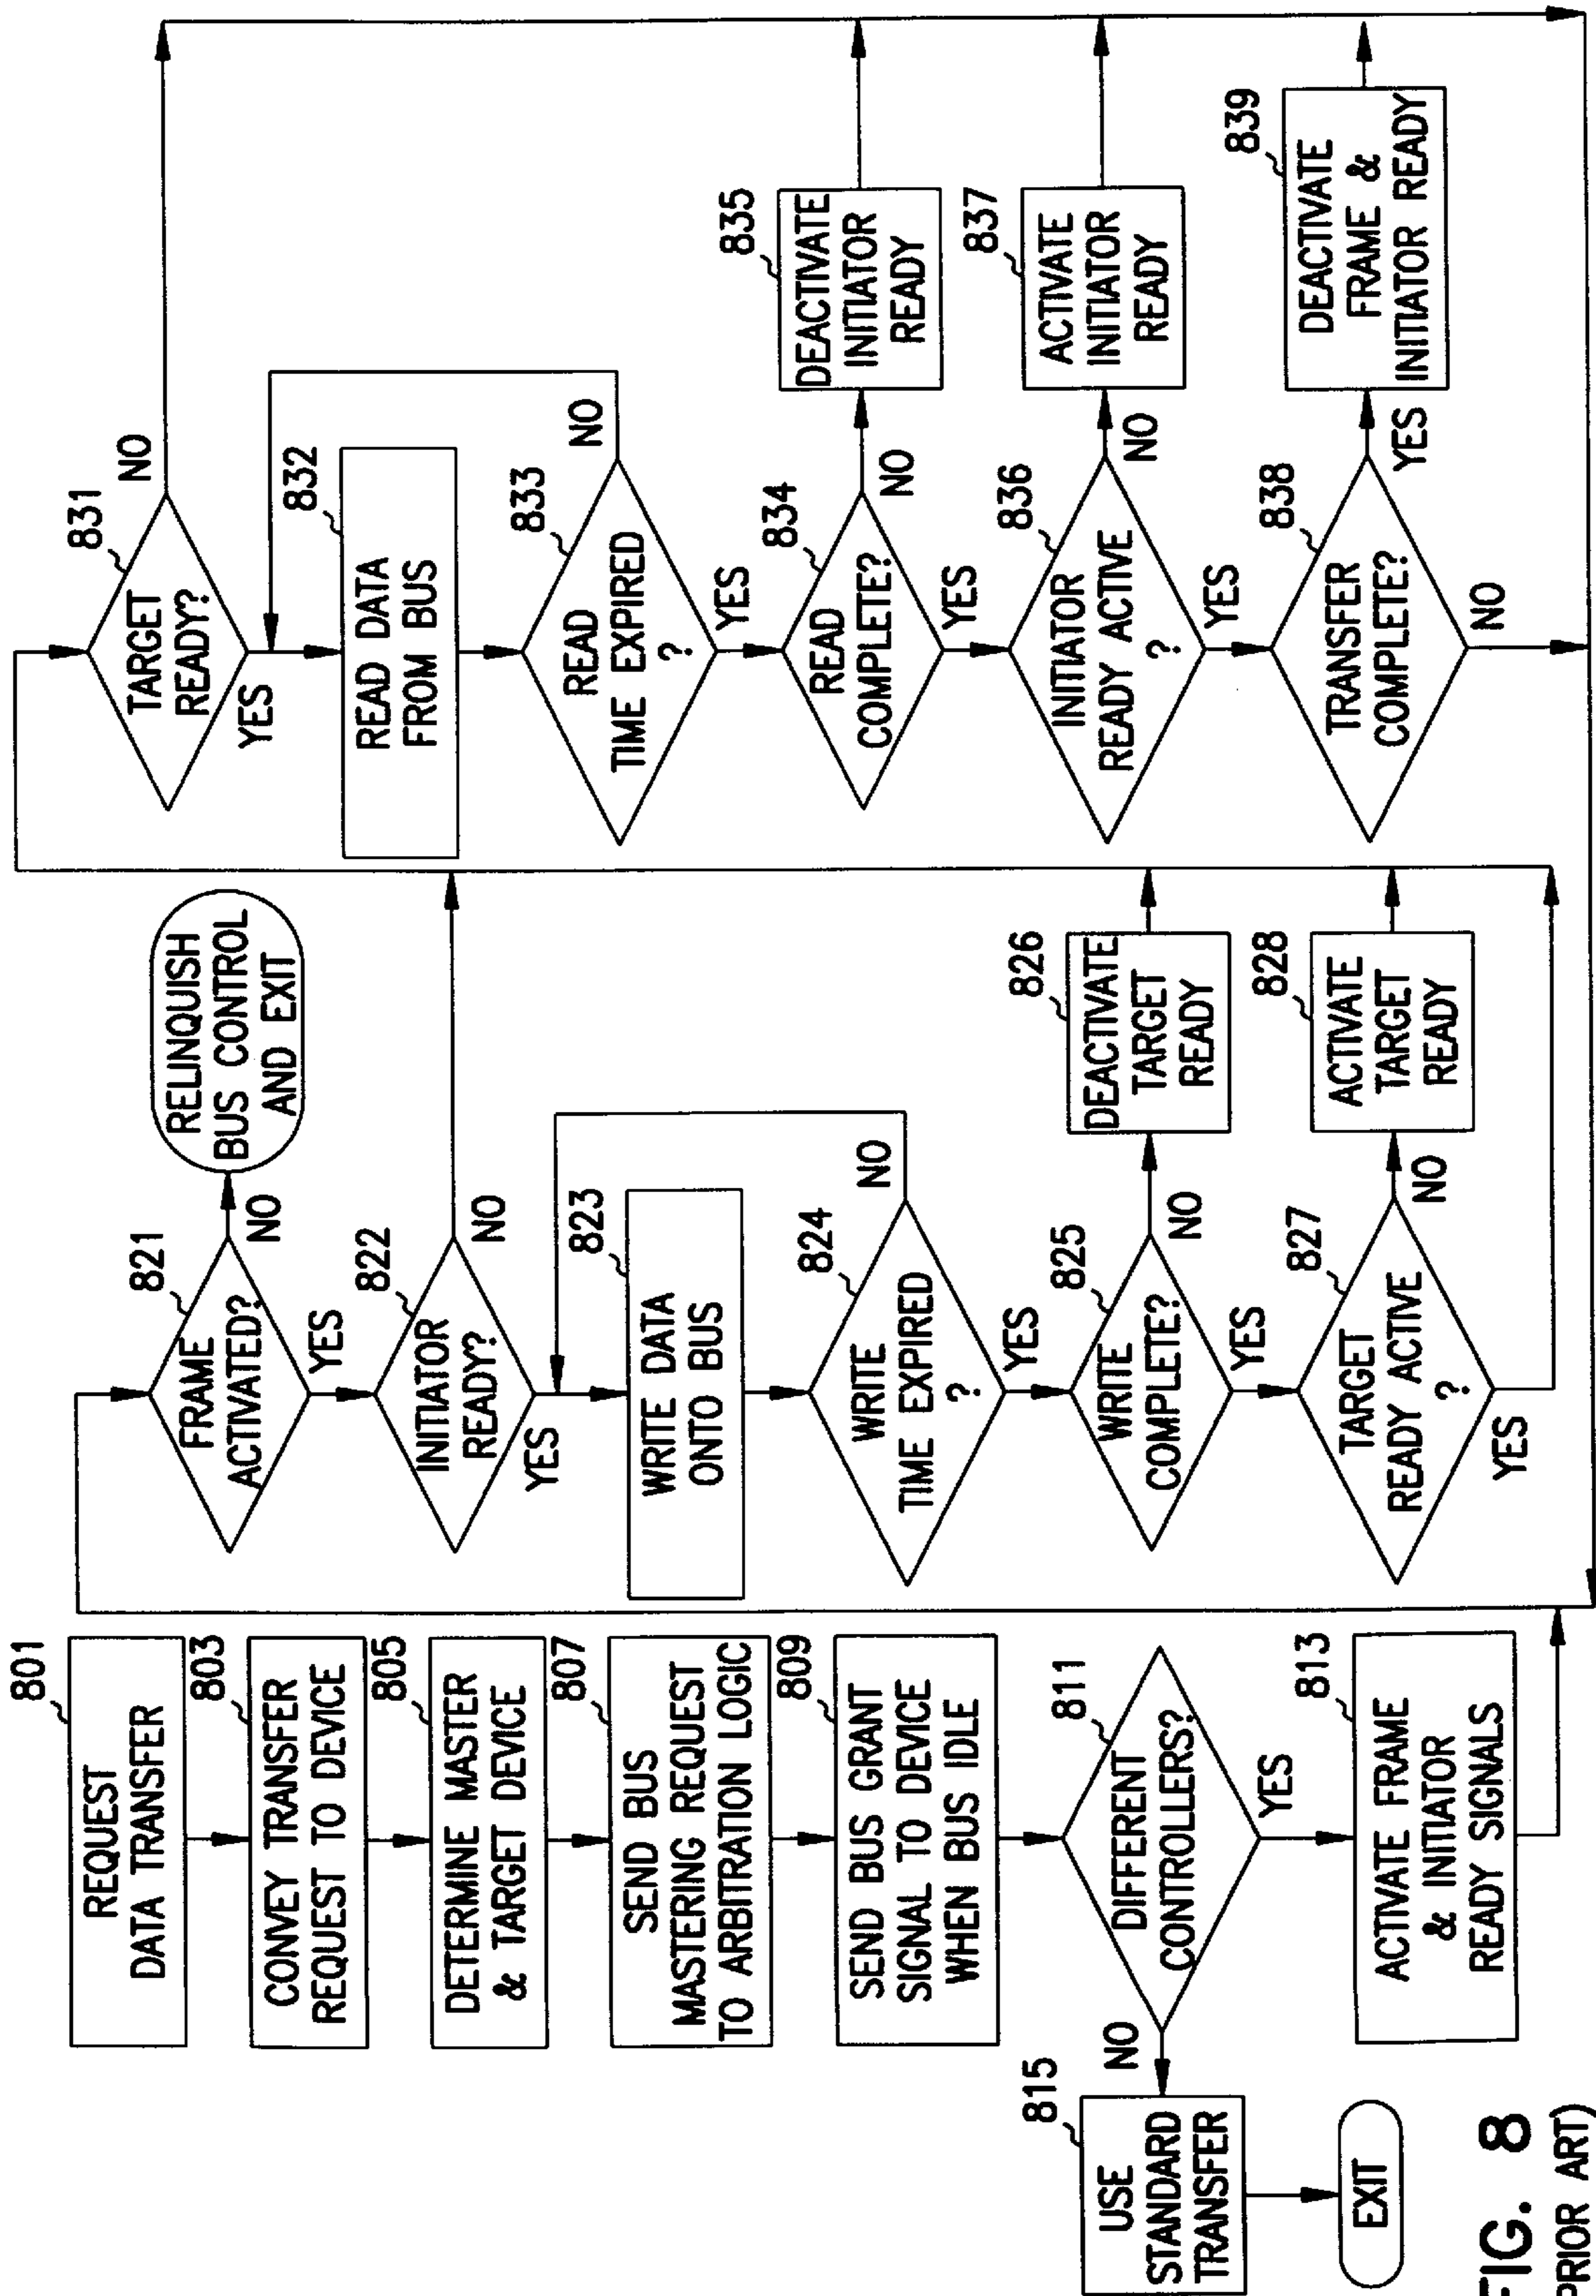 801
REQUEST
DATA TRANSFER
803
CONVEY TRANSFER
REQUEST TO DEVICE
805
DETERMINE MASTER
& TARGET DEVICE
807
SEND BUS
MASTERING REQUEST
TO ARBITRATION LOGIC
809
SEND BUS GRANT
SIGNAL TO DEVICE
WHEN BUS IDLE
811
DIFFERENT
CONTROLLERS?
NO
YES
815
USE
STANDARD
TRANSFER
EXIT
813
ACTIVATE FRAME
& INITIATOR
READY SIGNALS
821
FRAME
ACTIVATED?
NO
YES
RELINQUISH
BUS CONTROL
AND EXIT
822
INITIATOR
READY?
NO
YES
823
WRITE DATA
ONTO BUS
824
WRITE
TIME EXPIRED
?
NO
YES
825
WRITE
COMPLETE?
NO
YES
826
DEACTIVATE
TARGET
READY
827
TARGET
READY ACTIVE
?
NO
YES
828
ACTIVATE
TARGET
READY
831
TARGET
READY?
NO
YES
832
READ DATA
FROM BUS
833
READ
TIME EXPIRED
?
NO
YES
834
READ
COMPLETE?
NO
YES
835
DEACTIVATE
INITIATOR
READY
836
INITIATOR
READY ACTIVE
?
NO
YES
837
ACTIVATE
INITIATOR
READY
838
TRANSFER
COMPLETE?
YES
NO
839
DEACTIVATE
FRAME &
INITIATOR READY
FIG. 8
PRIOR ART)